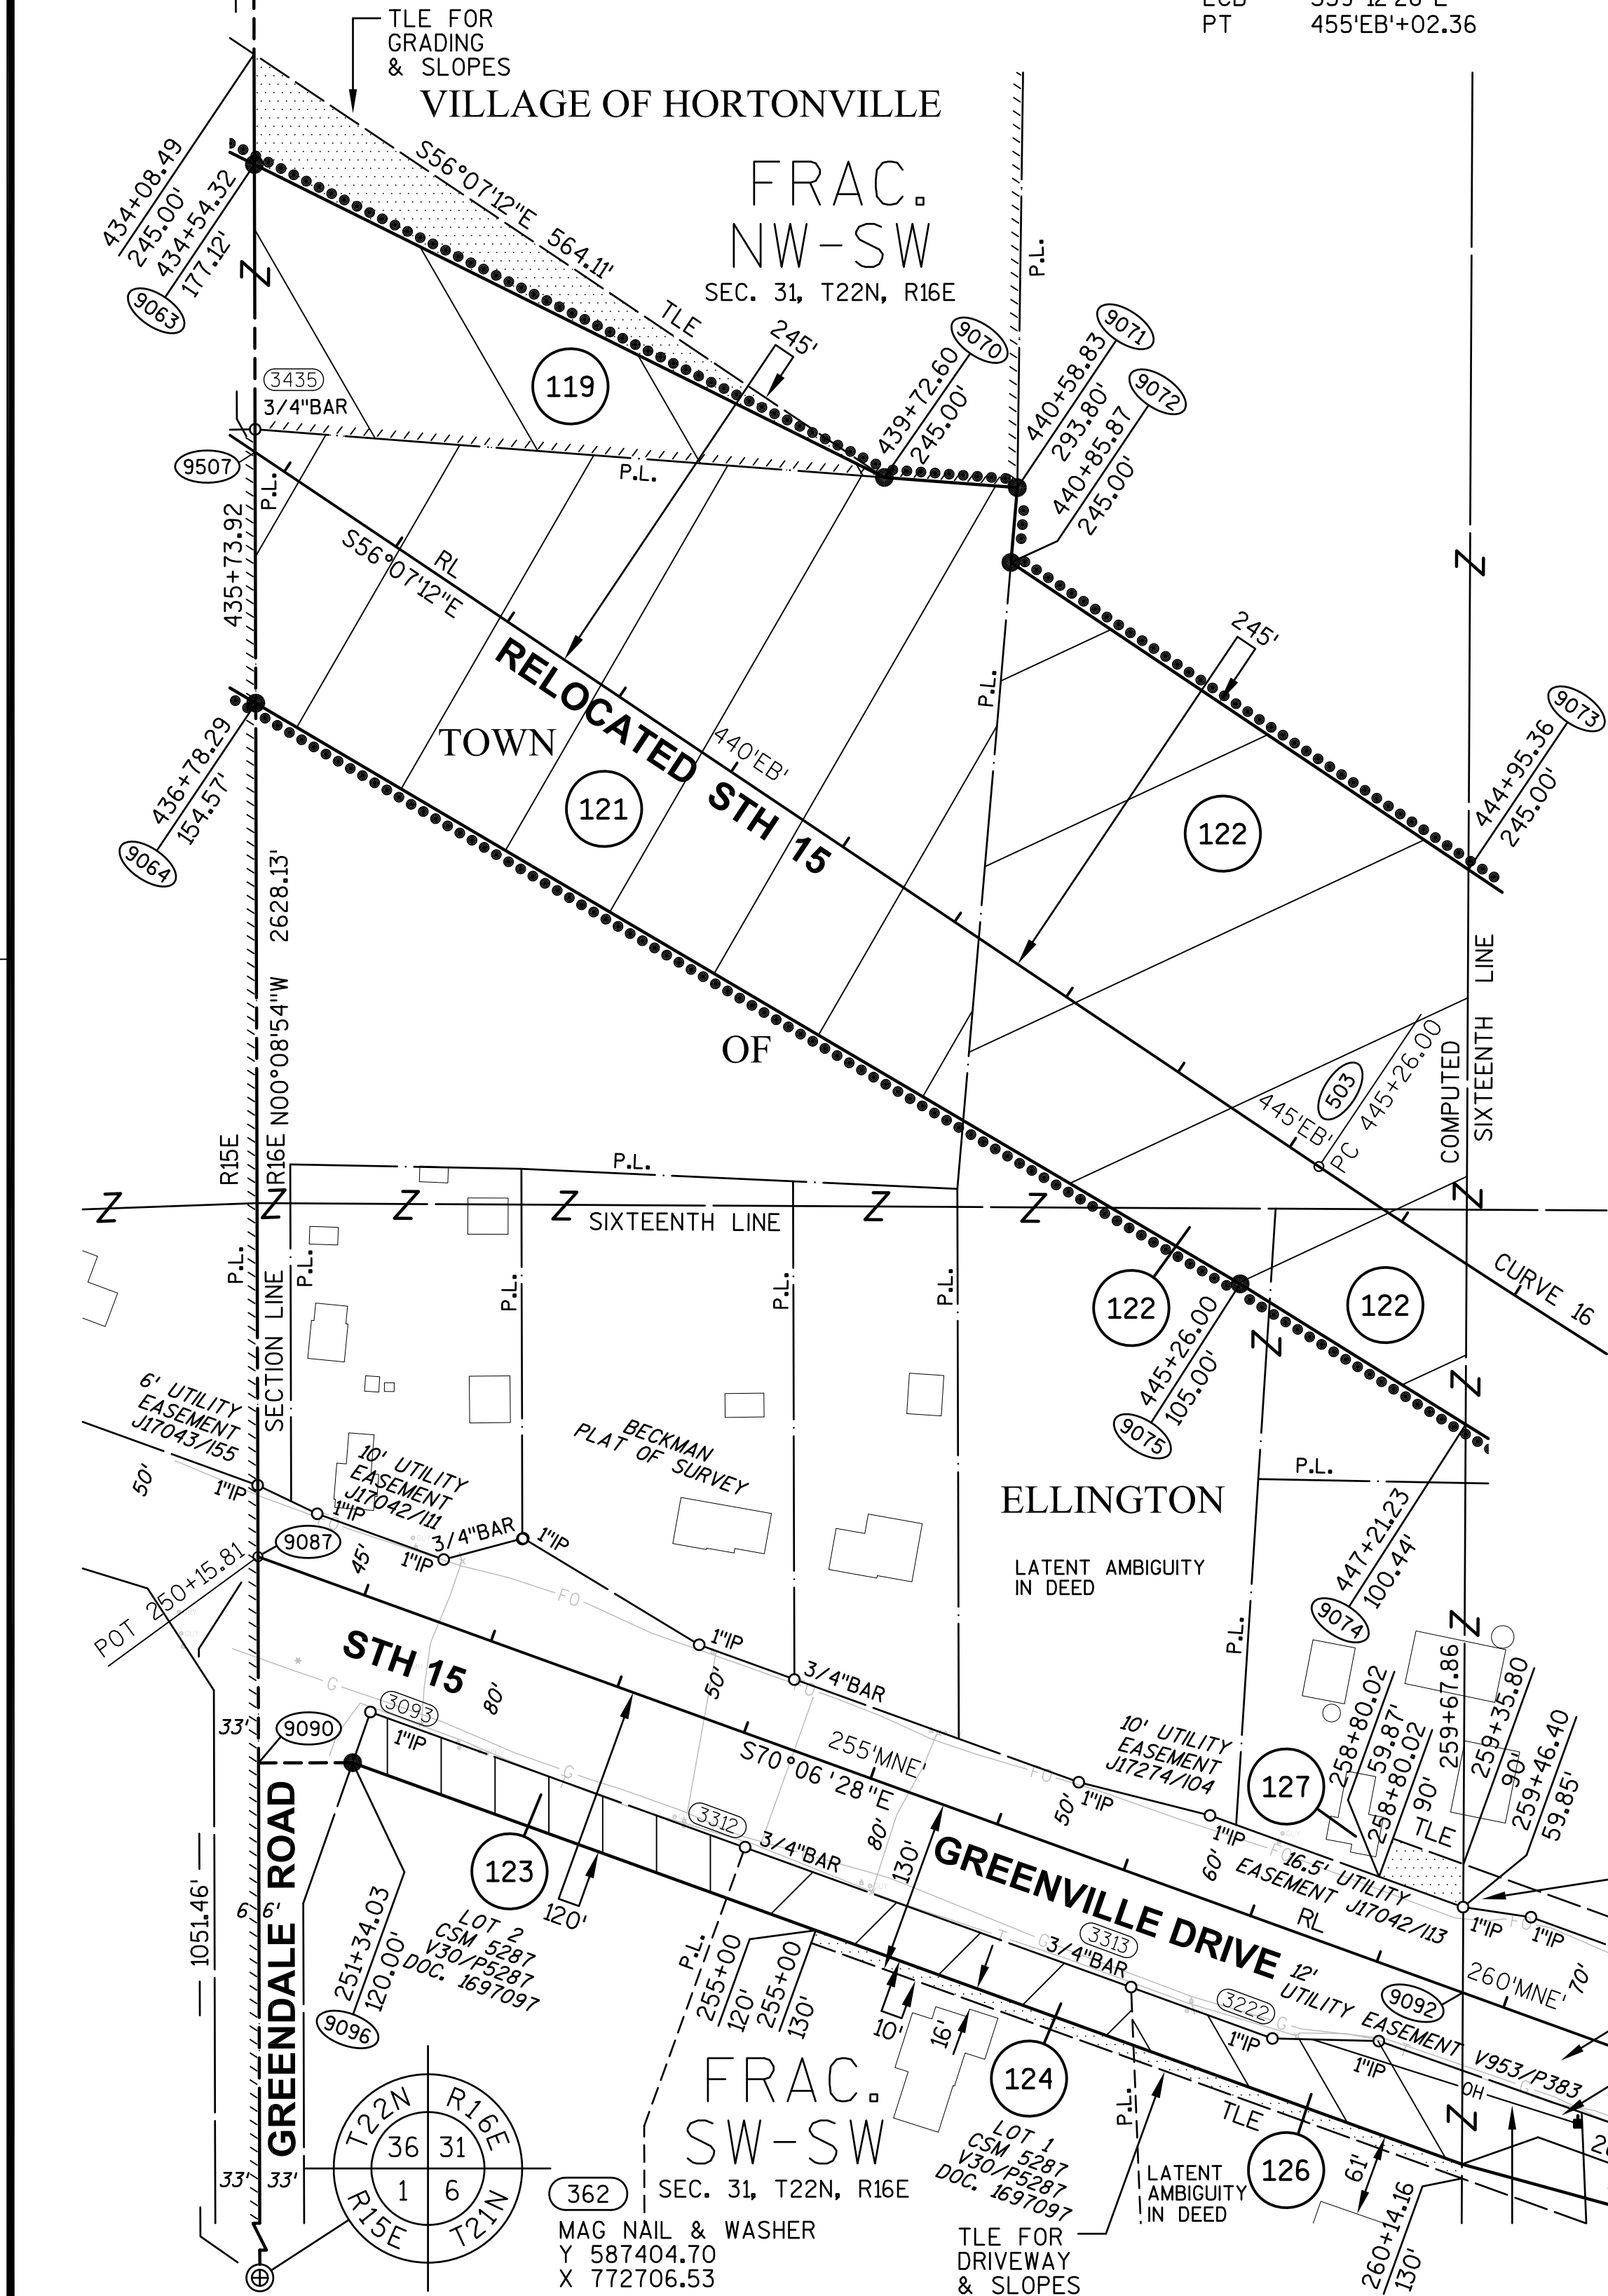 PT 455'EB'+02.36
TLE FOR
GRADING
& SLOPES
VILLAGE OF HORTONVILLE
FRAC.
NW-SW
SEC. 31, T22N, R16E
S56°07'12"E 564.11'
TLE
434+08.49
245.00'
434+54.32
177.12'
9063
Z
P.L.
245'
119
3435
3/4"BAR
9507
P.L.
P.L.
435+73.92
439+72.60
245.00'
9070
440+58.83
293.80'
9071
440+85.87
245.00'
9072
Z
RL
S56°07'12"E
RELOCATED STH 15
440'EB'
TOWN
121
P.L.
245'
122
444+95.36
245.00'
9073
436+78.29
154.57'
9064
2628.13'
N00°08'54"W
R15E
R16E
OF
445'EB'
503
PC 445+26.00
COMPUTED
SIXTEENTH LINE
P.L.
Z Z Z Z Z Z Z
SIXTEENTH LINE
P.L.
P.L.
SECTION LINE
P.L.
P.L.
P.L.
122
122
CURVE 16
445+26.00
105.00'
9075
Z
Z
6' UTILITY
EASEMENT
J17043/155
50'
1"IP
10' UTILITY
EASEMENT
J17042/111
1"IP
1"IP
3/4"BAR
1"IP
BECKMAN
PLAT OF SURVEY
ELLINGTON
P.L.
LATENT AMBIGUITY
IN DEED
447+21.23
100.44'
9074
Z
P.L.
9087
45'
POT 250+15.81
FO
STH 15
80'
1"IP
50'
3/4"BAR
FO
G
3093
1"IP
33'
9090
S70°06'28"E
255'MNE'
10' UTILITY
EASEMENT
J17274/104
FO
50'
1"IP
1"IP
127
258+80.02
59.87'
258+80.02
90'
259+67.86
259+35.80
90'
259+46.40
59.85'
TLE
60'
16.5' UTILITY
EASEMENT J17042/113
1"IP
FO
1"IP
GREENDALE ROAD
1051.46'
6' 6'
G
3312
3/4"BAR
80'
130'
GREENVILLE DRIVE
RL
123
120'
LOT 2
CSM 5287
V30/P5287
DOC. 1697097
251+34.03
120.00'
9096
P.L.
255+00
120'
255+00
130'
10'
16'
T
G
3313
3/4"BAR
12'
UTILITY EASEMENT V953/P383
3222
G
1"IP
9092
260'MNE'
70'
1"IP
OH
Z
FRAC.
SW-SW
SEC. 31, T22N, R16E
124
P.L.
TLE
LOT 1
CSM 5287
V30/P5287
DOC. 1697097
LATENT
AMBIGUITY
IN DEED
126
61'
260+14.16
130'
T22N R16E
36 31
1 6
R15E T21N
33' 33'
362
MAG NAIL & WASHER
Y 587404.70
X 772706.53
TLE FOR
DRIVEWAY
& SLOPES